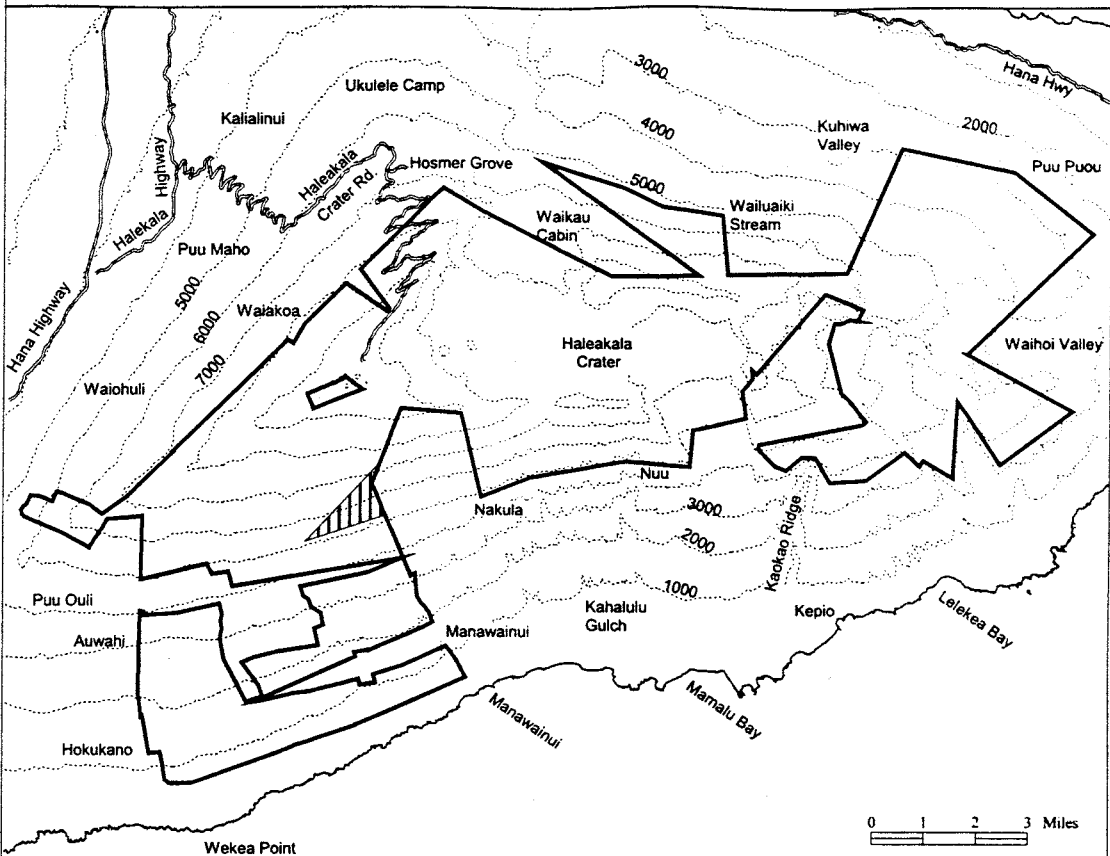 3000
Hana Hwy
Ukulele Camp
Kalialinui
4000
Kuhiwa
Valley
2000
Highway
Haleakala
Crater Rd.
Hosmer Grove
Puu Puou
5000
Waikau
Cabin
Wailuaiki
Stream
Halekala
Puu Maho
5000
Hana Highway
6000
Waiakoa
7000
Haleakala
Crater
Waihoi Valley
Waiohuli
Nuu
Nakula
3000
2000
Kaokao Ridge
1000
Puu Ouli
Kahalulu
Gulch
Kepio
Lelekea Bay
Auwahi
Manawainui
Mamalu Bay
Manawainui
Hokukano
0 1 2 3 Miles
Wekea Point